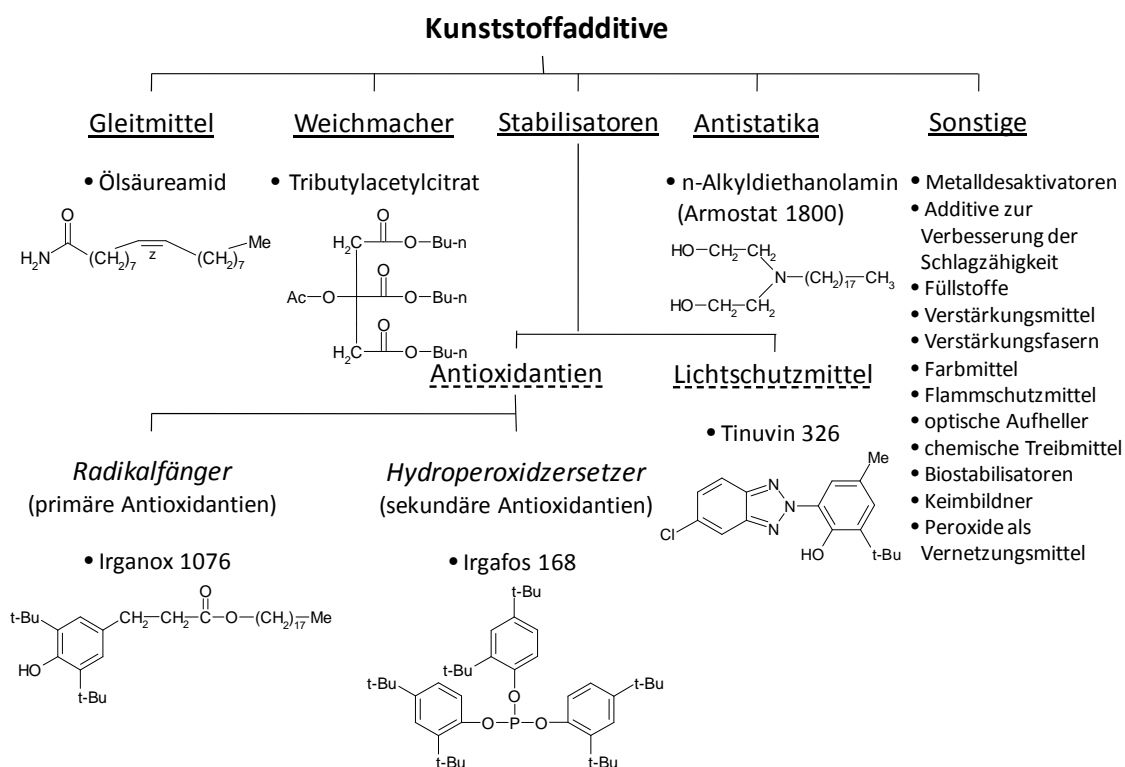 Kunststoffadditive
Gleitmittel
Weichmacher
Stabilisatoren
Antistatika
Sonstige
• Ölsäureamid
O
H2N
(CH2)7
z
(CH2)7
Me
• Tributylacetylcitrat
O
H2C
O
Bu-n
Ac
O
O
O
Bu-n
O
H2C
O
Bu-n
• n-Alkyldiethanolamin
(Armostat 1800)
HO—CH2—CH2
N—(CH2)17—CH3
HO—CH2—CH2
• Metalldesaktivatoren
• Additive zur
Verbesserung der
Schlagzähigkeit
• Füllstoffe
• Verstärkungsmittel
• Verstärkungsfasern
• Farbmittel
• Flammschutzmittel
• optische Aufheller
• chemische Treibmittel
• Biostabilisatoren
• Keimbildner
• Peroxide als
Vernetzungsmittel
Antioxidantien
Lichtschutzmittel
Radikalfänger
(primäre Antioxidantien)
Hydroperoxidzersetzer
(sekundäre Antioxidantien)
• Tinuvin 326
Me
N
N
N
Cl
HO
t-Bu
• Irganox 1076
O
t-Bu
CH2—CH2
O—(CH2)17—Me
HO
t-Bu
• Irgafos 168
t-Bu
t-Bu
t-Bu
O
t-Bu
O—P—O
t-Bu
t-Bu